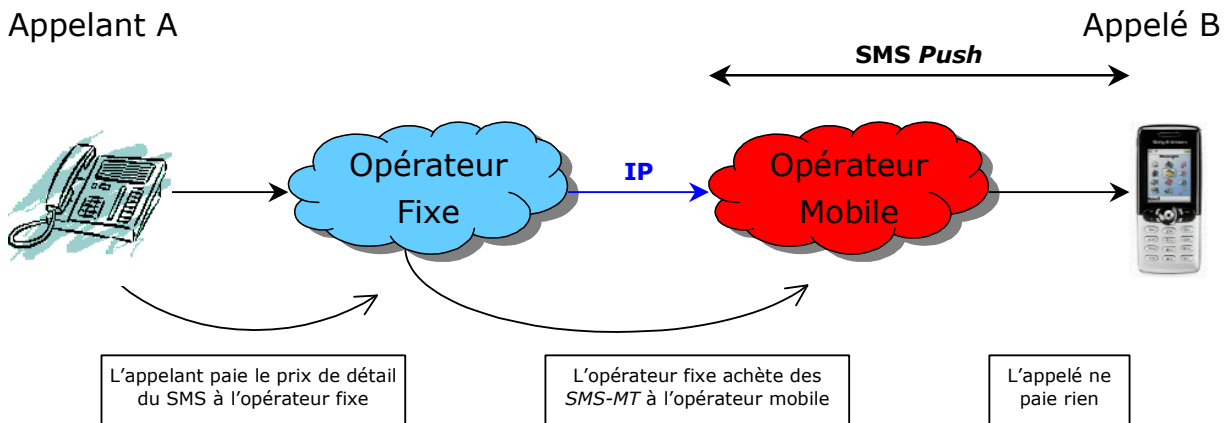 Appelant A
Appelé B
SMS Push
Opérateur
Fixe
IP
Opérateur
Mobile
L'appelant paie le prix de détail
du SMS à l'opérateur fixe
L'opérateur fixe achète des
SMS-MT à l'opérateur mobile
L'appelé ne
paie rien